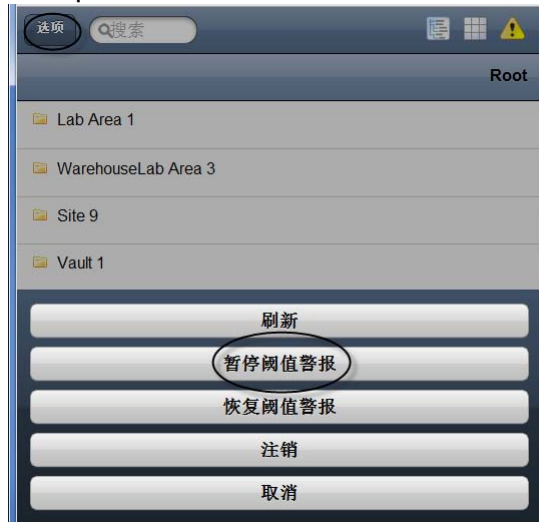 选项 搜索
Root
Lab Area 1
WarehouseLab Area 3
Site 9
Vault 1
刷新
暂停阈值警报
恢复阈值警报
注销
取消